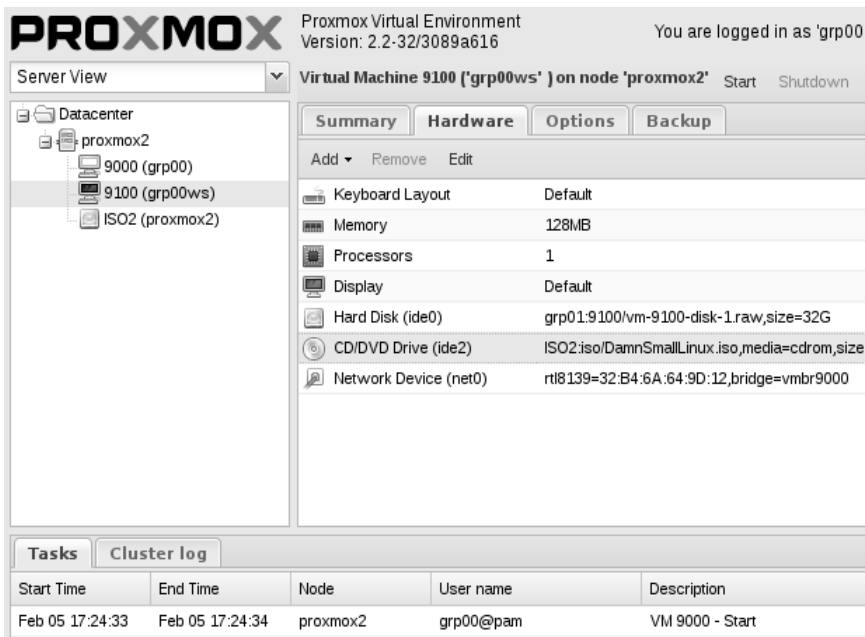 PROXMOX
Proxmox Virtual Environment
Version: 2.2-32/3089a616
You are logged in as 'grp00
Server View
Virtual Machine 9100 ('grp00ws' ) on node 'proxmox2'
Start
Shutdown
Datacenter
proxmox2
9000 (grp00)
9100 (grp00ws)
ISO2 (proxmox2)
Summary
Hardware
Options
Backup
Add
Remove
Edit
Keyboard Layout Default
Memory 128MB
Processors 1
Display Default
Hard Disk (ide0) grp01:9100/vm-9100-disk-1.raw,size=32G
CD/DVD Drive (ide2) ISO2:iso/DamnSmallLinux.iso,media=cdrom,size
Network Device (net0) rtl8139=32:B4:6A:64:9D:12,bridge=vmbr9000
Tasks
Cluster log
Start Time End Time Node User name Description
Feb 05 17:24:33 Feb 05 17:24:34 proxmox2 grp00@pam VM 9000 - Start